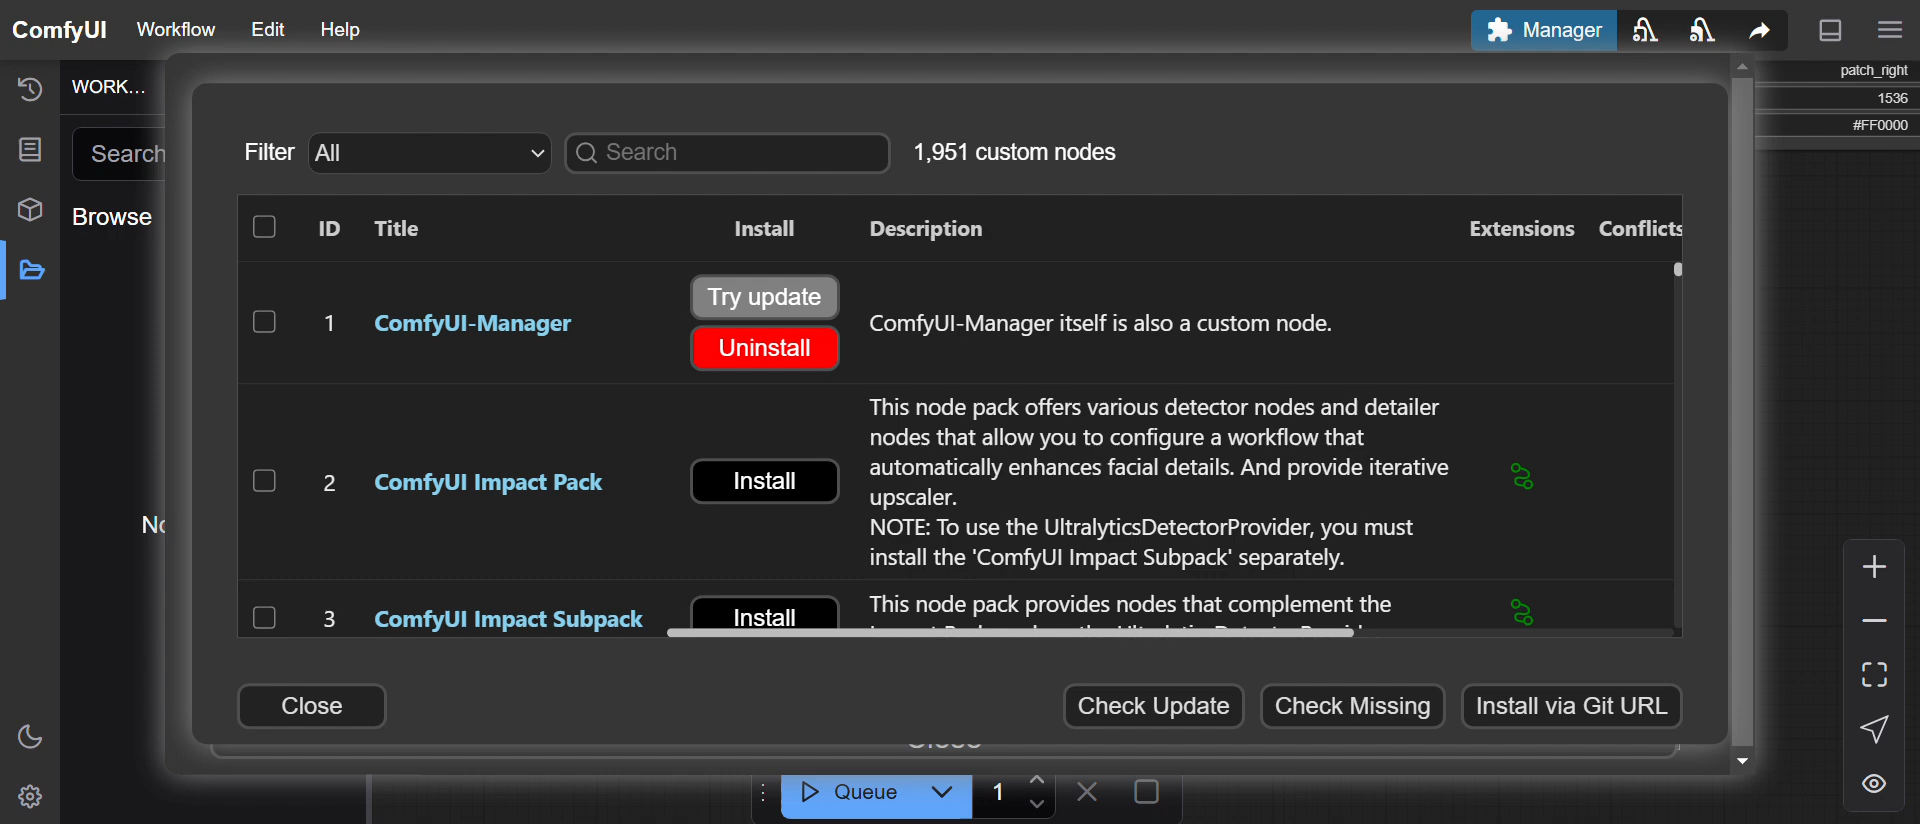 ComfyUI Workflow Edit Help Manager
WORK...
patch_right
1536
#FF0000
Search
Browse
Filter All Search 1,951 custom nodes
ID Title Install Description Extensions Conflicts
1 ComfyUI-Manager Try update Uninstall ComfyUI-Manager itself is also a custom node.
2 ComfyUI Impact Pack Install This node pack offers various detector nodes and detailer
nodes that allow you to configure a workflow that
automatically enhances facial details. And provide iterative
upscaler.
NOTE: To use the UltralyticsDetectorProvider, you must
install the 'ComfyUI Impact Subpack' separately.
3 ComfyUI Impact Subpack Install This node pack provides nodes that complement the
Close Check Update Check Missing Install via Git URL
Queue 1